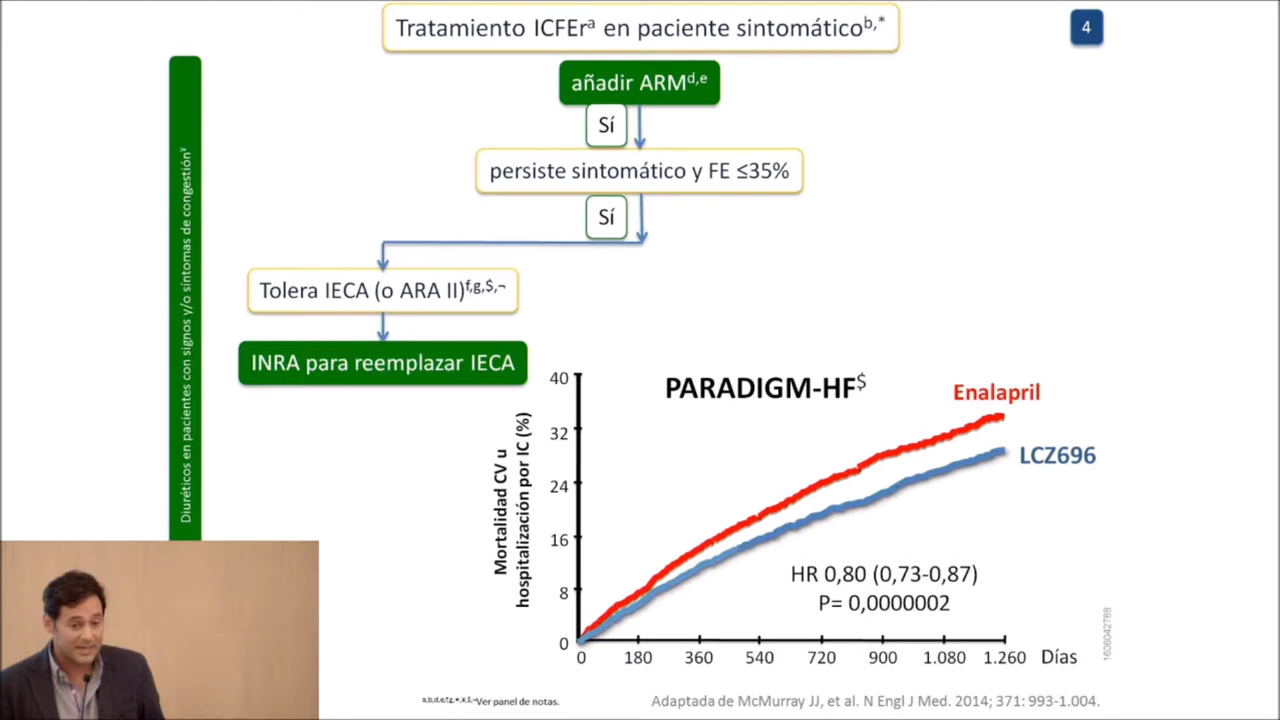 Tratamiento ICFErᵃ en paciente sintomáticoᵇ,*
4
añadir ARMᵈ,ᵉ
Sí
persiste sintomático y FE ≤35%
Sí
Tolera IECA (o ARA II)ᶠ,ᵍ,$,¬
INRA para reemplazar IECA
Diuréticos en pacientes con signos y/o síntomas de congestión¥
PARADIGM-HF$
Enalapril
LCZ696
Mortalidad CV u
hospitalización por IC (%)
40
32
24
16
8
0
HR 0,80 (0,73-0,87)
P= 0,0000002
0 180 360 540 720 900 1.080 1.260 Días
1606042788
Ver panel de notas.
Adaptada de McMurray JJ, et al. N Engl J Med. 2014; 371: 993-1.004.